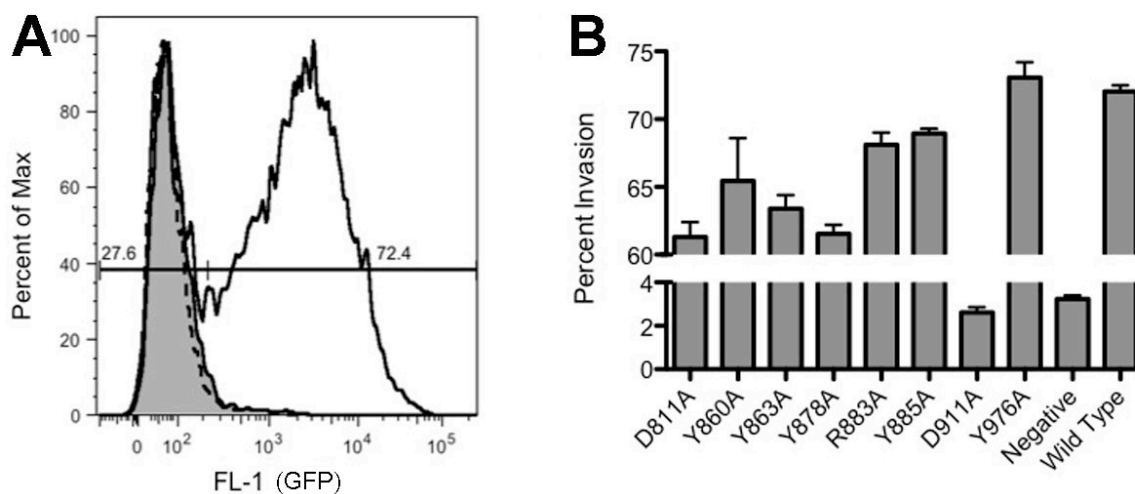 A
Percent of Max
100
80
60
40
20
0
27.6
72.4
0 10² 10³ 10⁴ 10⁵
FL-1 (GFP)
B
Percent Invasion
75
70
65
60
4
2
0
D811A
Y860A
Y863A
Y878A
R883A
Y885A
D911A
Y976A
Negative
Wild Type